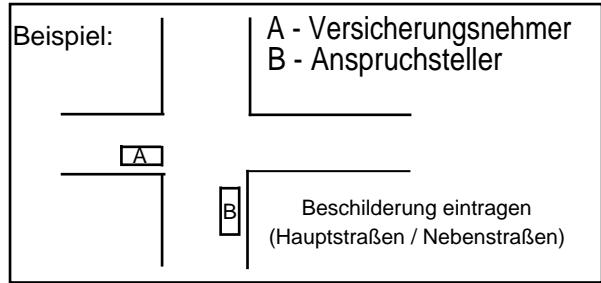 Beispiel:
A - Versicherungsnehmer
B - Anspruchsteller
A
B
Beschilderung eintragen
(Hauptstraßen / Nebenstraßen)